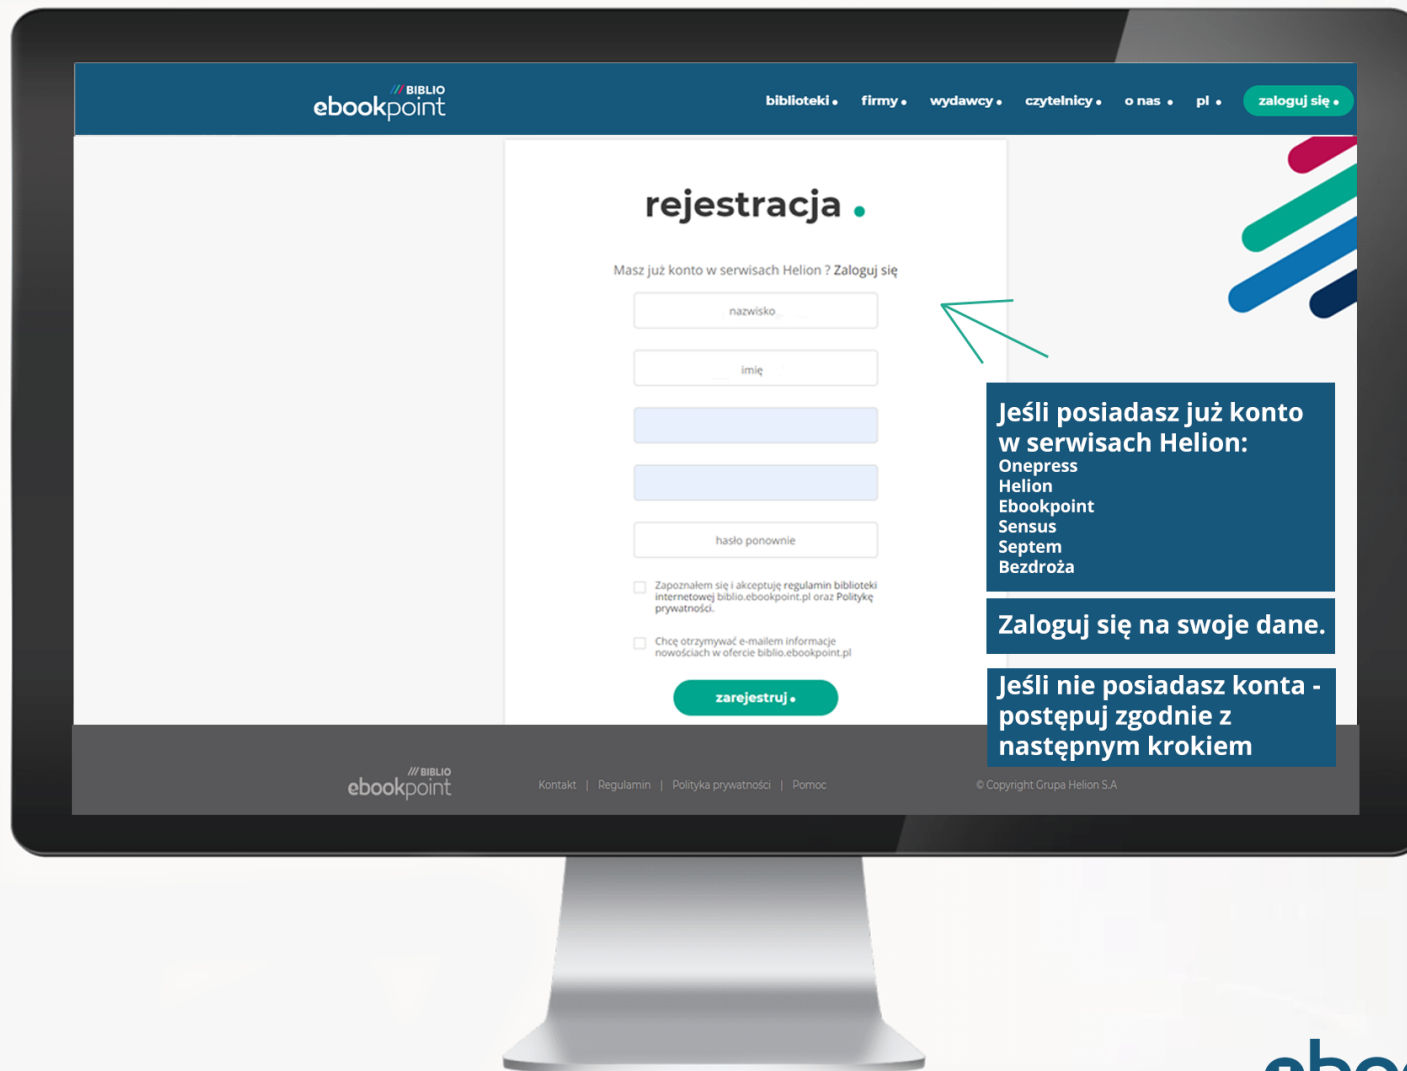 /// BIBLIO
ebookpoint
biblioteki • firmy • wydawcy • czytelnicy • o nas • pl • zaloguj się •
rejestracja .
Masz już konto w serwisach Helion ? Zaloguj się
nazwisko
imię
hasło ponownie
Zapoznałem się i akceptuję regulamin biblioteki
internetowej biblio.ebookpoint.pl oraz Politykę
prywatności.
Chcę otrzymywać e-mailem informacje
nowościach w ofercie biblio.ebookpoint.pl
zarejestruj •
Jeśli posiadasz już konto
w serwisach Helion:
Onepress
Helion
Ebookpoint
Sensus
Septem
Bezdroża
Zaloguj się na swoje dane.
Jeśli nie posiadasz konta -
postępuj zgodnie z
następnym krokiem
/// BIBLIO
ebookpoint
Kontakt | Regulamin | Polityka prywatności | Pomoc
© Copyright Grupa Helion S.A